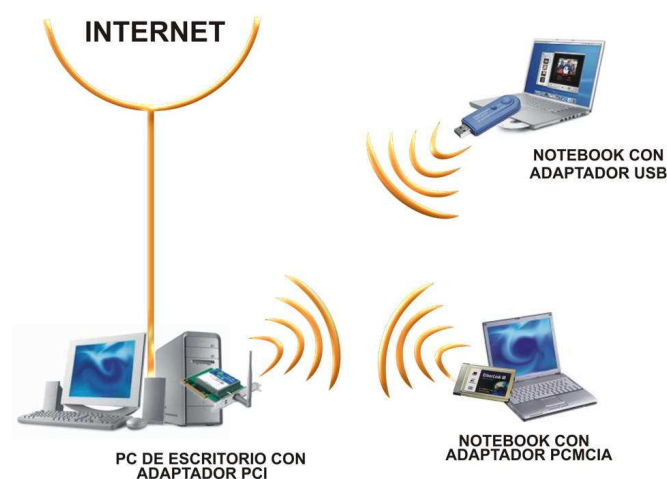 INTERNET
NOTEBOOK CON
ADAPTADOR USB
PC DE ESCRITORIO CON
ADAPTADOR PCI
NOTEBOOK CON
ADAPTADOR PCMCIA